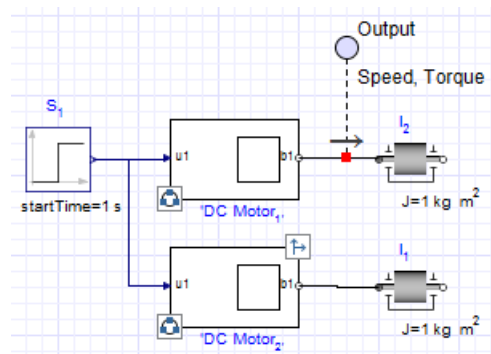 Output
Speed, Torque
S1
I2
u1
b1
startTime=1 s
'DC Motor1,
J=1 kg m2
I1
u1
b1
'DC Motor2,
J=1 kg m2